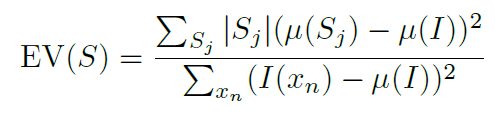 EV(S) = \frac{\sum_{S_j} |S_j|(\mu(S_j) - \mu(I))^2}{\sum_{x_n} (I(x_n) - \mu(I))^2}